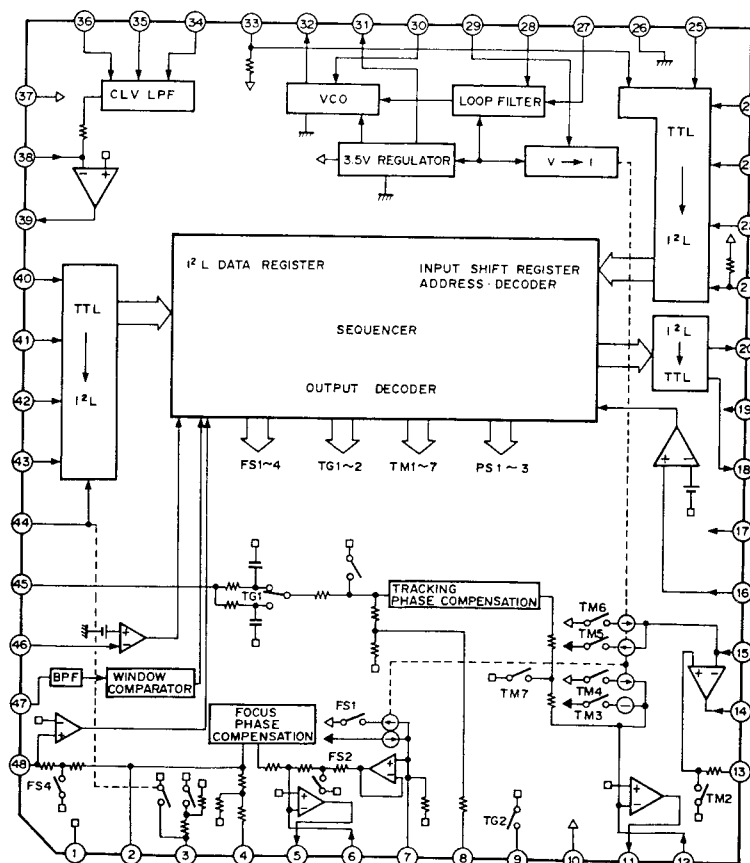 36 35 34 33 32 31 30 29 28 27 26 25
37
CLV LPF
VCO
LOOP FILTER
3.5V REGULATOR
V → I
TTL
↓
I²L
38
- +
39
22
I²L DATA REGISTER
INPUT SHIFT REGISTER
ADDRESS·DECODER
SEQUENCER
OUTPUT DECODER
40
41
42
43
TTL
↓
I²L
I²L
↓
TTL
20
19
18
FS1~4
TG1~2
TM1~7
PS1~3
+ -
44
17
45
TG1
TRACKING
PHASE COMPENSATION
16
46
+
-
TM6
TM5
15
47
BPF
WINDOW
COMPARATOR
TM7
TM4
TM3
14
FOCUS
PHASE
COMPENSATION
FS1
FS2
48
-
+
FS4
13
TM2
TG2
+
-
1 2 3 4 5 6 7 8 9 10 11 12